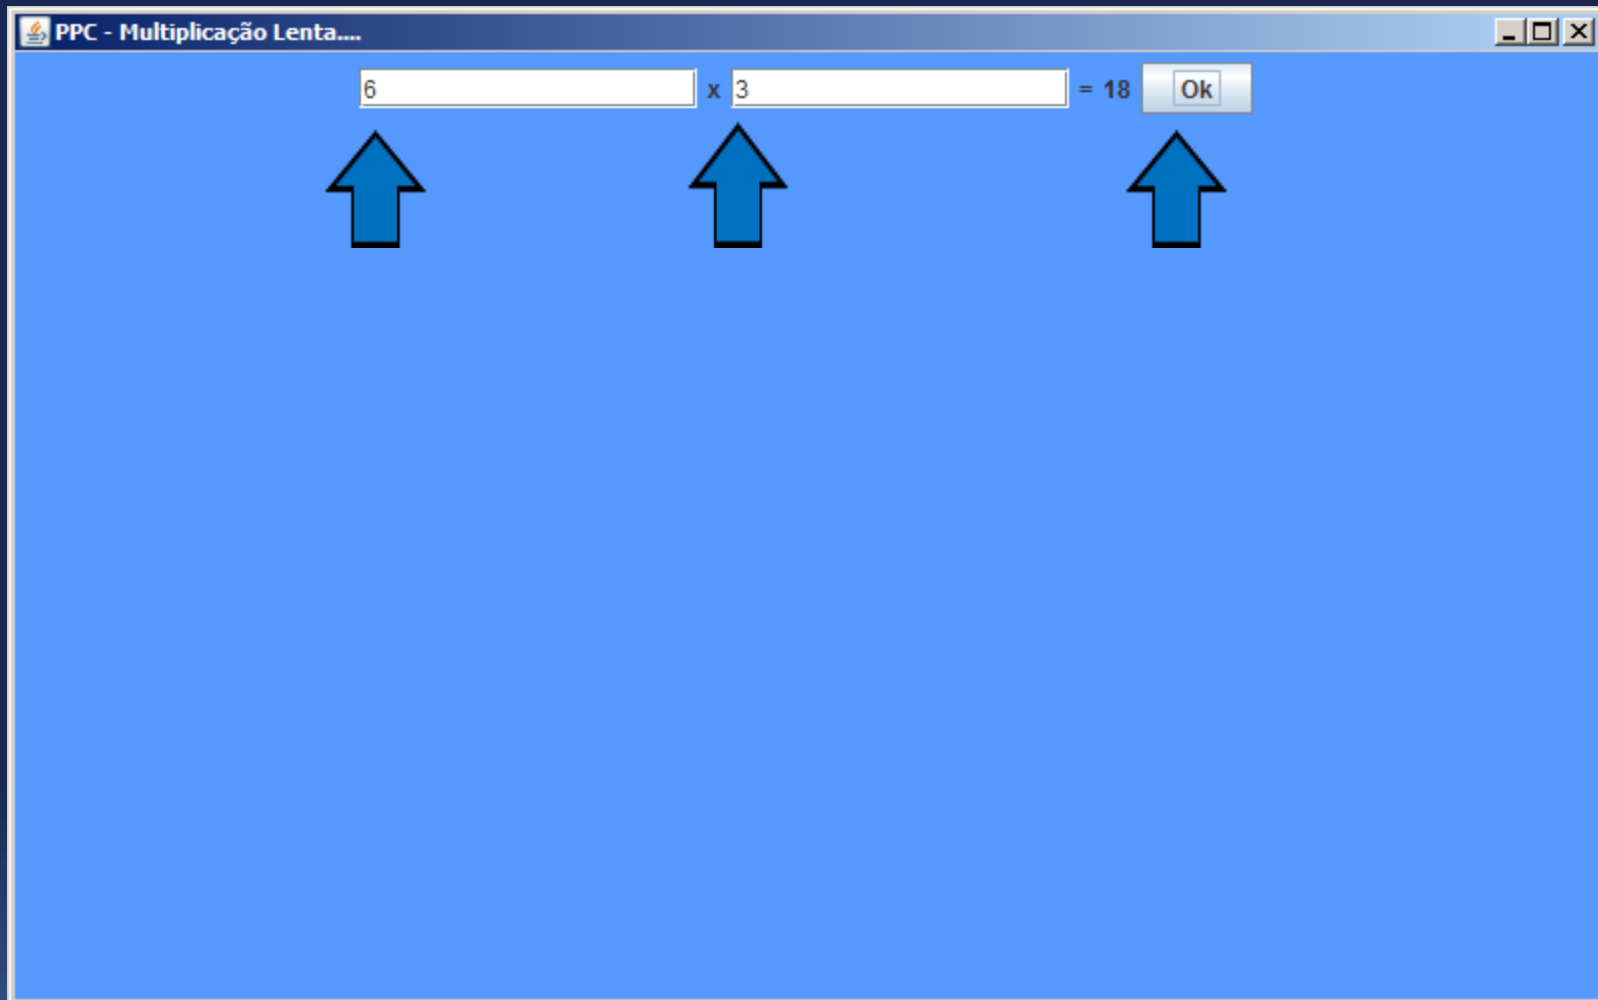 PPC - Multiplicação Lenta....
6 x 3 = 18 Ok